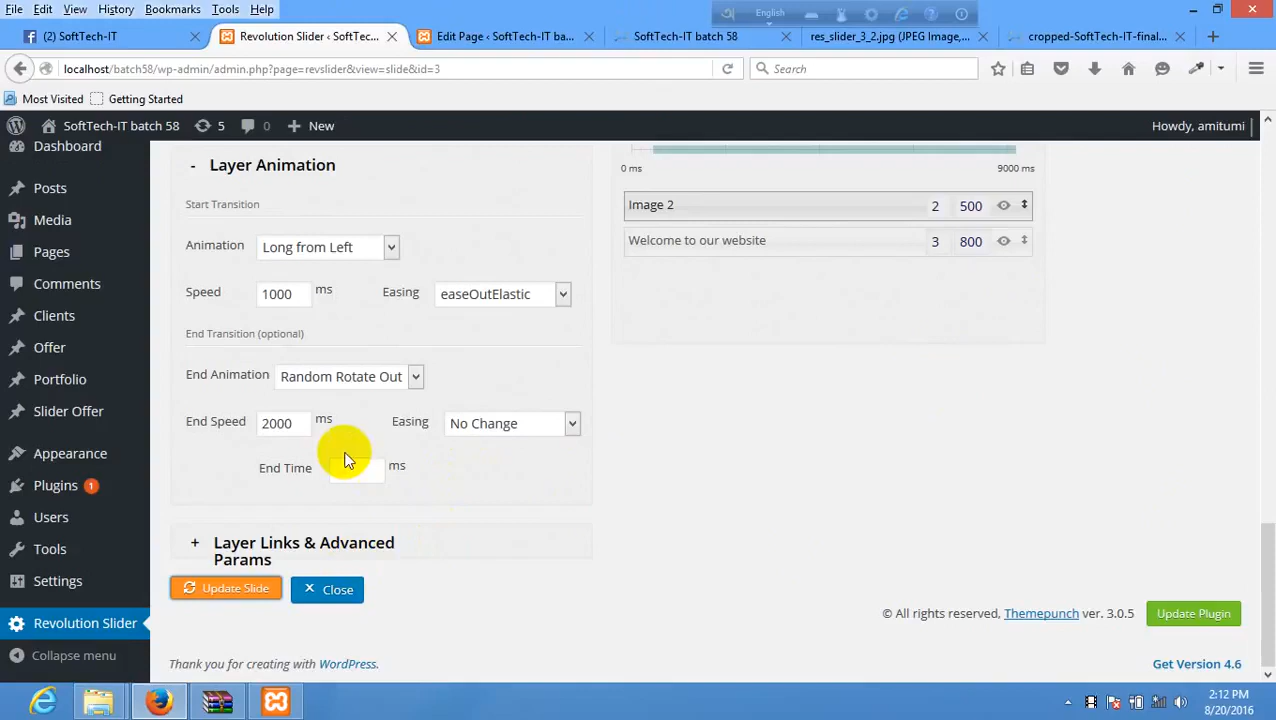 File Edit View History Bookmarks Tools Help
English
(2) SoftTech-IT
Revolution Slider ‹ SoftTec...
Edit Page ‹ SoftTech-IT ba...
SoftTech-IT batch 58
res_slider_3_2.jpg (JPEG Image,...
cropped-SoftTech-IT-final...
localhost/batch58/wp-admin/admin.php?page=revslider&view=slide&id=3
Search
Most Visited Getting Started
SoftTech-IT batch 58 5 0 New Howdy, amitumi
Dashboard
Posts
Media
Pages
Comments
Clients
Offer
Portfolio
Slider Offer
Appearance
Plugins 1
Users
Tools
Settings
Revolution Slider
Collapse menu
- Layer Animation
Start Transition
Animation Long from Left
Speed 1000 ms Easing easeOutElastic
End Transition (optional)
End Animation Random Rotate Out
End Speed 2000 ms Easing No Change
End Time ms
+ Layer Links & Advanced
Params
Update Slide Close
0 ms 9000 ms
Image 2 2 500
Welcome to our website 3 800
© All rights reserved, Themepunch ver. 3.0.5 Update Plugin
Thank you for creating with WordPress. Get Version 4.6
2:12 PM
8/20/2016